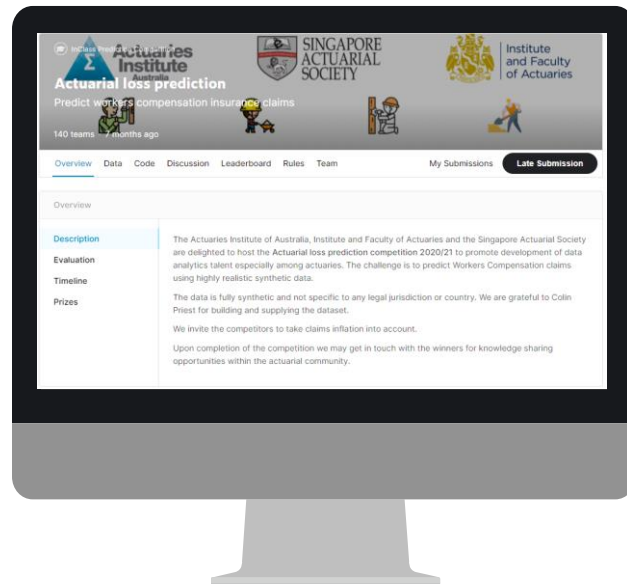 InClass Prediction Competition
Actuaries
Institute
Australia
SINGAPORE
ACTUARIAL
SOCIETY
Institute
and Faculty
of Actuaries
Actuarial loss prediction
Predict workers compensation insurance claims
140 teams · 7 months ago
Overview Data Code Discussion Leaderboard Rules Team My Submissions Late Submission
Overview
Description
Evaluation
Timeline
Prizes
The Actuaries Institute of Australia, Institute and Faculty of Actuaries and the Singapore Actuarial Society
are delighted to host the Actuarial loss prediction competition 2020/21 to promote development of data
analytics talent especially among actuaries. The challenge is to predict Workers Compensation claims
using highly realistic synthetic data.
The data is fully synthetic and not specific to any legal jurisdiction or country. We are grateful to Colin
Priest for building and supplying the dataset.
We invite the competitors to take claims inflation into account.
Upon completion of the competition we may get in touch with the winners for knowledge sharing
opportunities within the actuarial community.